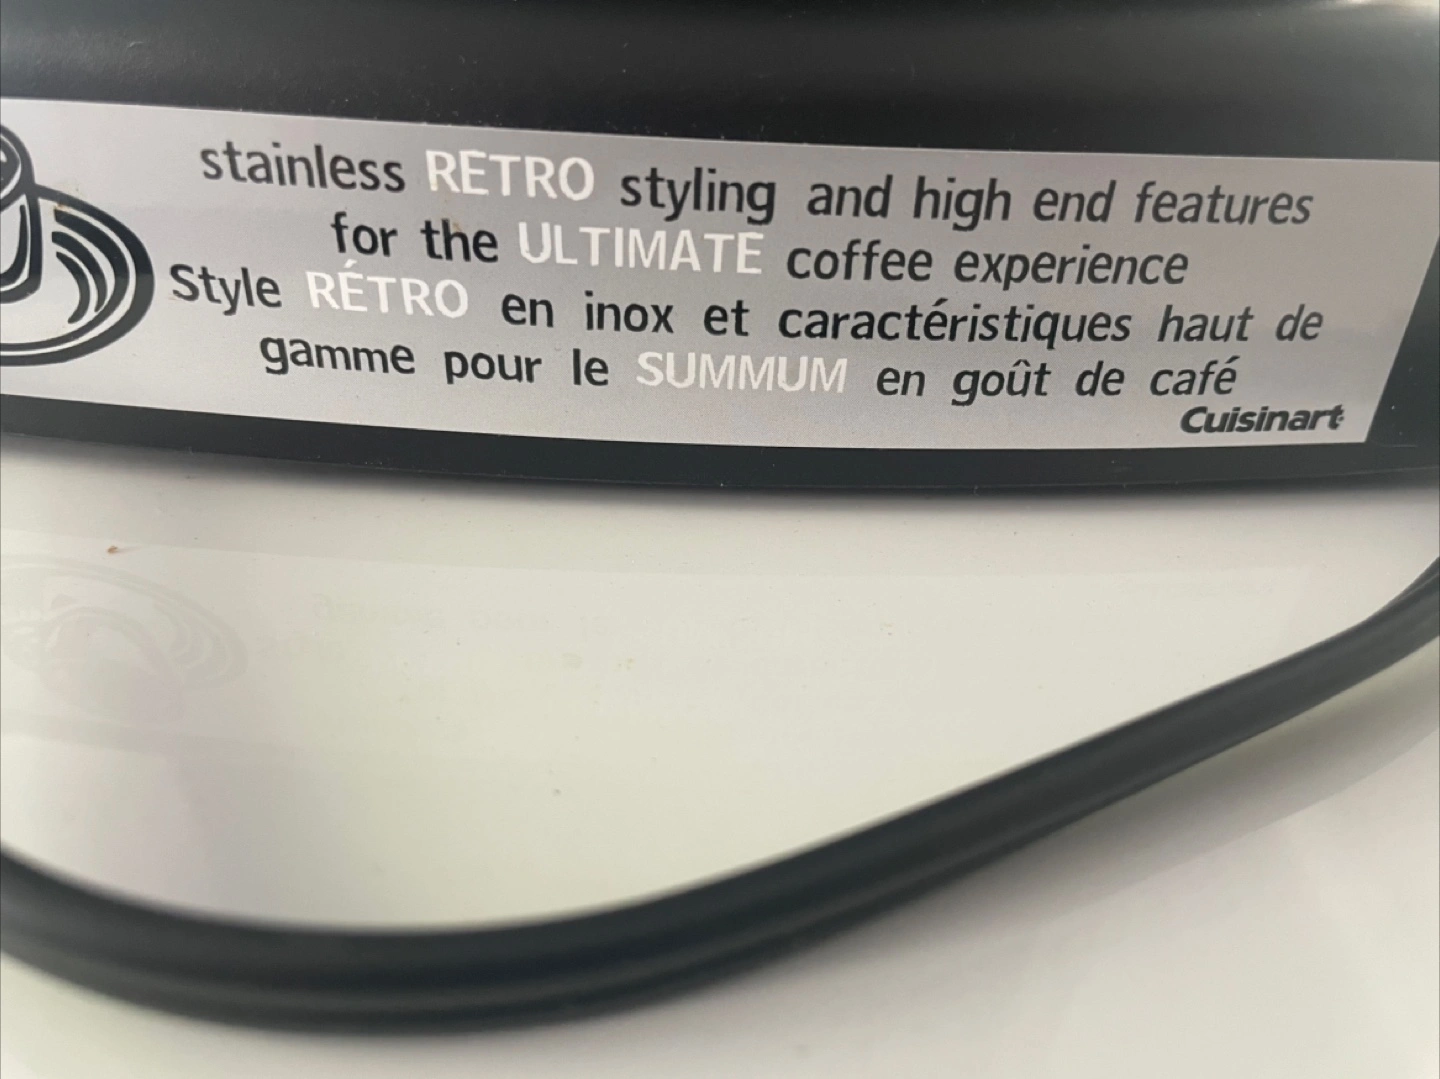 stainless RETRO styling and high end features
for the ULTIMATE coffee experience
Style RÉTRO en inox et caractéristiques haut de
gamme pour le SUMMUM en goût de café
Cuisinart